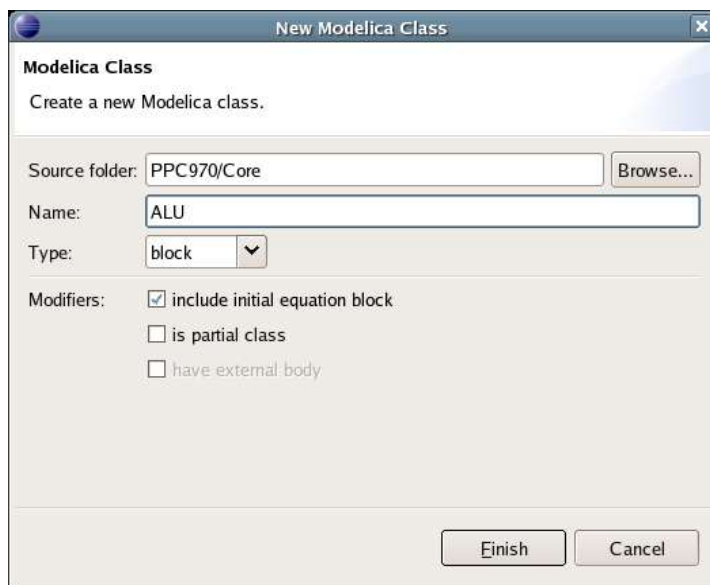 New Modelica Class
Modelica Class
Create a new Modelica class.
Source folder: PPC970/Core Browse...
Name: ALU
Type: block
Modifiers: include initial equation block
is partial class
have external body
Finish Cancel